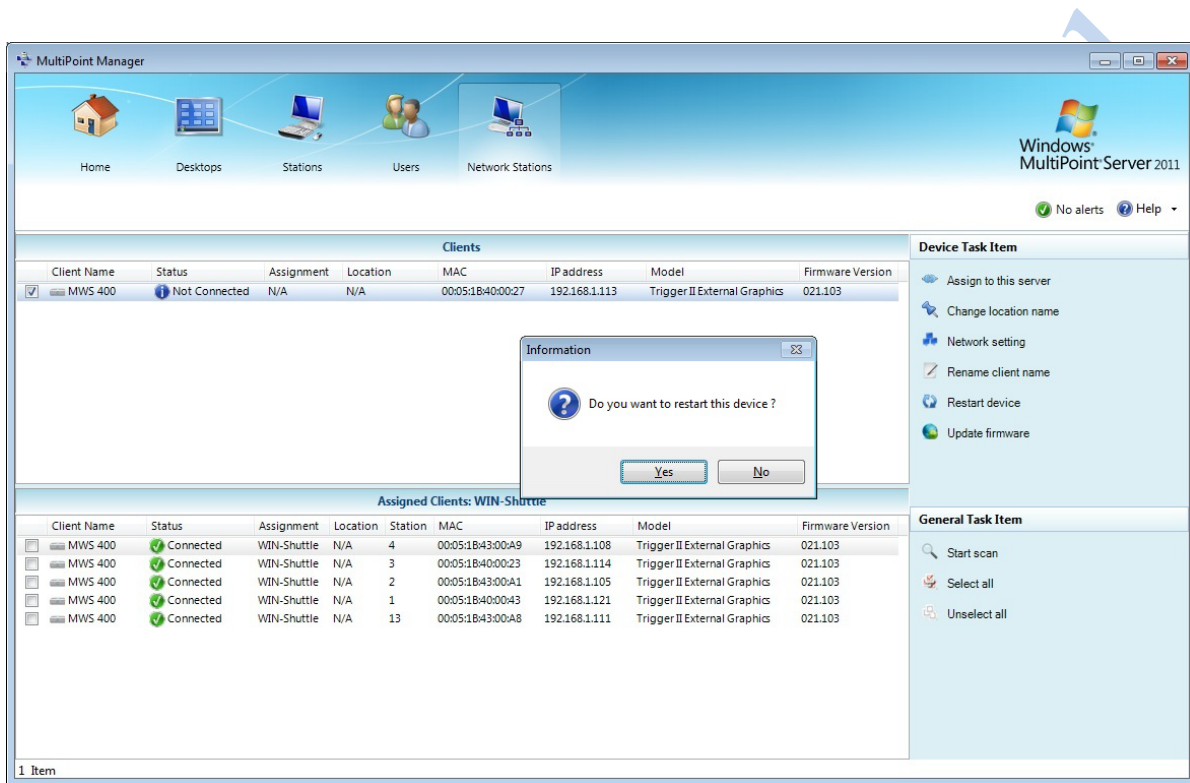 MultiPoint Manager
Home Desktops Stations Users Network Stations
Windows®
MultiPoint® Server 2011
No alerts Help
Clients
Client Name Status Assignment Location MAC IP address Model Firmware Version
MWS 400 Not Connected N/A N/A 00:05:1B:40:00:27 192.168.1.113 Trigger II External Graphics 021.103
Device Task Item
Assign to this server
Change location name
Network setting
Rename client name
Restart device
Update firmware
Information
Do you want to restart this device ?
Yes No
Assigned Clients: WIN-Shuttle
Client Name Status Assignment Location Station MAC IP address Model Firmware Version
MWS 400 Connected WIN-Shuttle N/A 4 00:05:1B:43:00:A9 192.168.1.108 Trigger II External Graphics 021.103
MWS 400 Connected WIN-Shuttle N/A 3 00:05:1B:40:00:23 192.168.1.114 Trigger II External Graphics 021.103
MWS 400 Connected WIN-Shuttle N/A 2 00:05:1B:43:00:A1 192.168.1.105 Trigger II External Graphics 021.103
MWS 400 Connected WIN-Shuttle N/A 1 00:05:1B:40:00:43 192.168.1.121 Trigger II External Graphics 021.103
MWS 400 Connected WIN-Shuttle N/A 13 00:05:1B:43:00:A8 192.168.1.111 Trigger II External Graphics 021.103
General Task Item
Start scan
Select all
Unselect all
1 Item